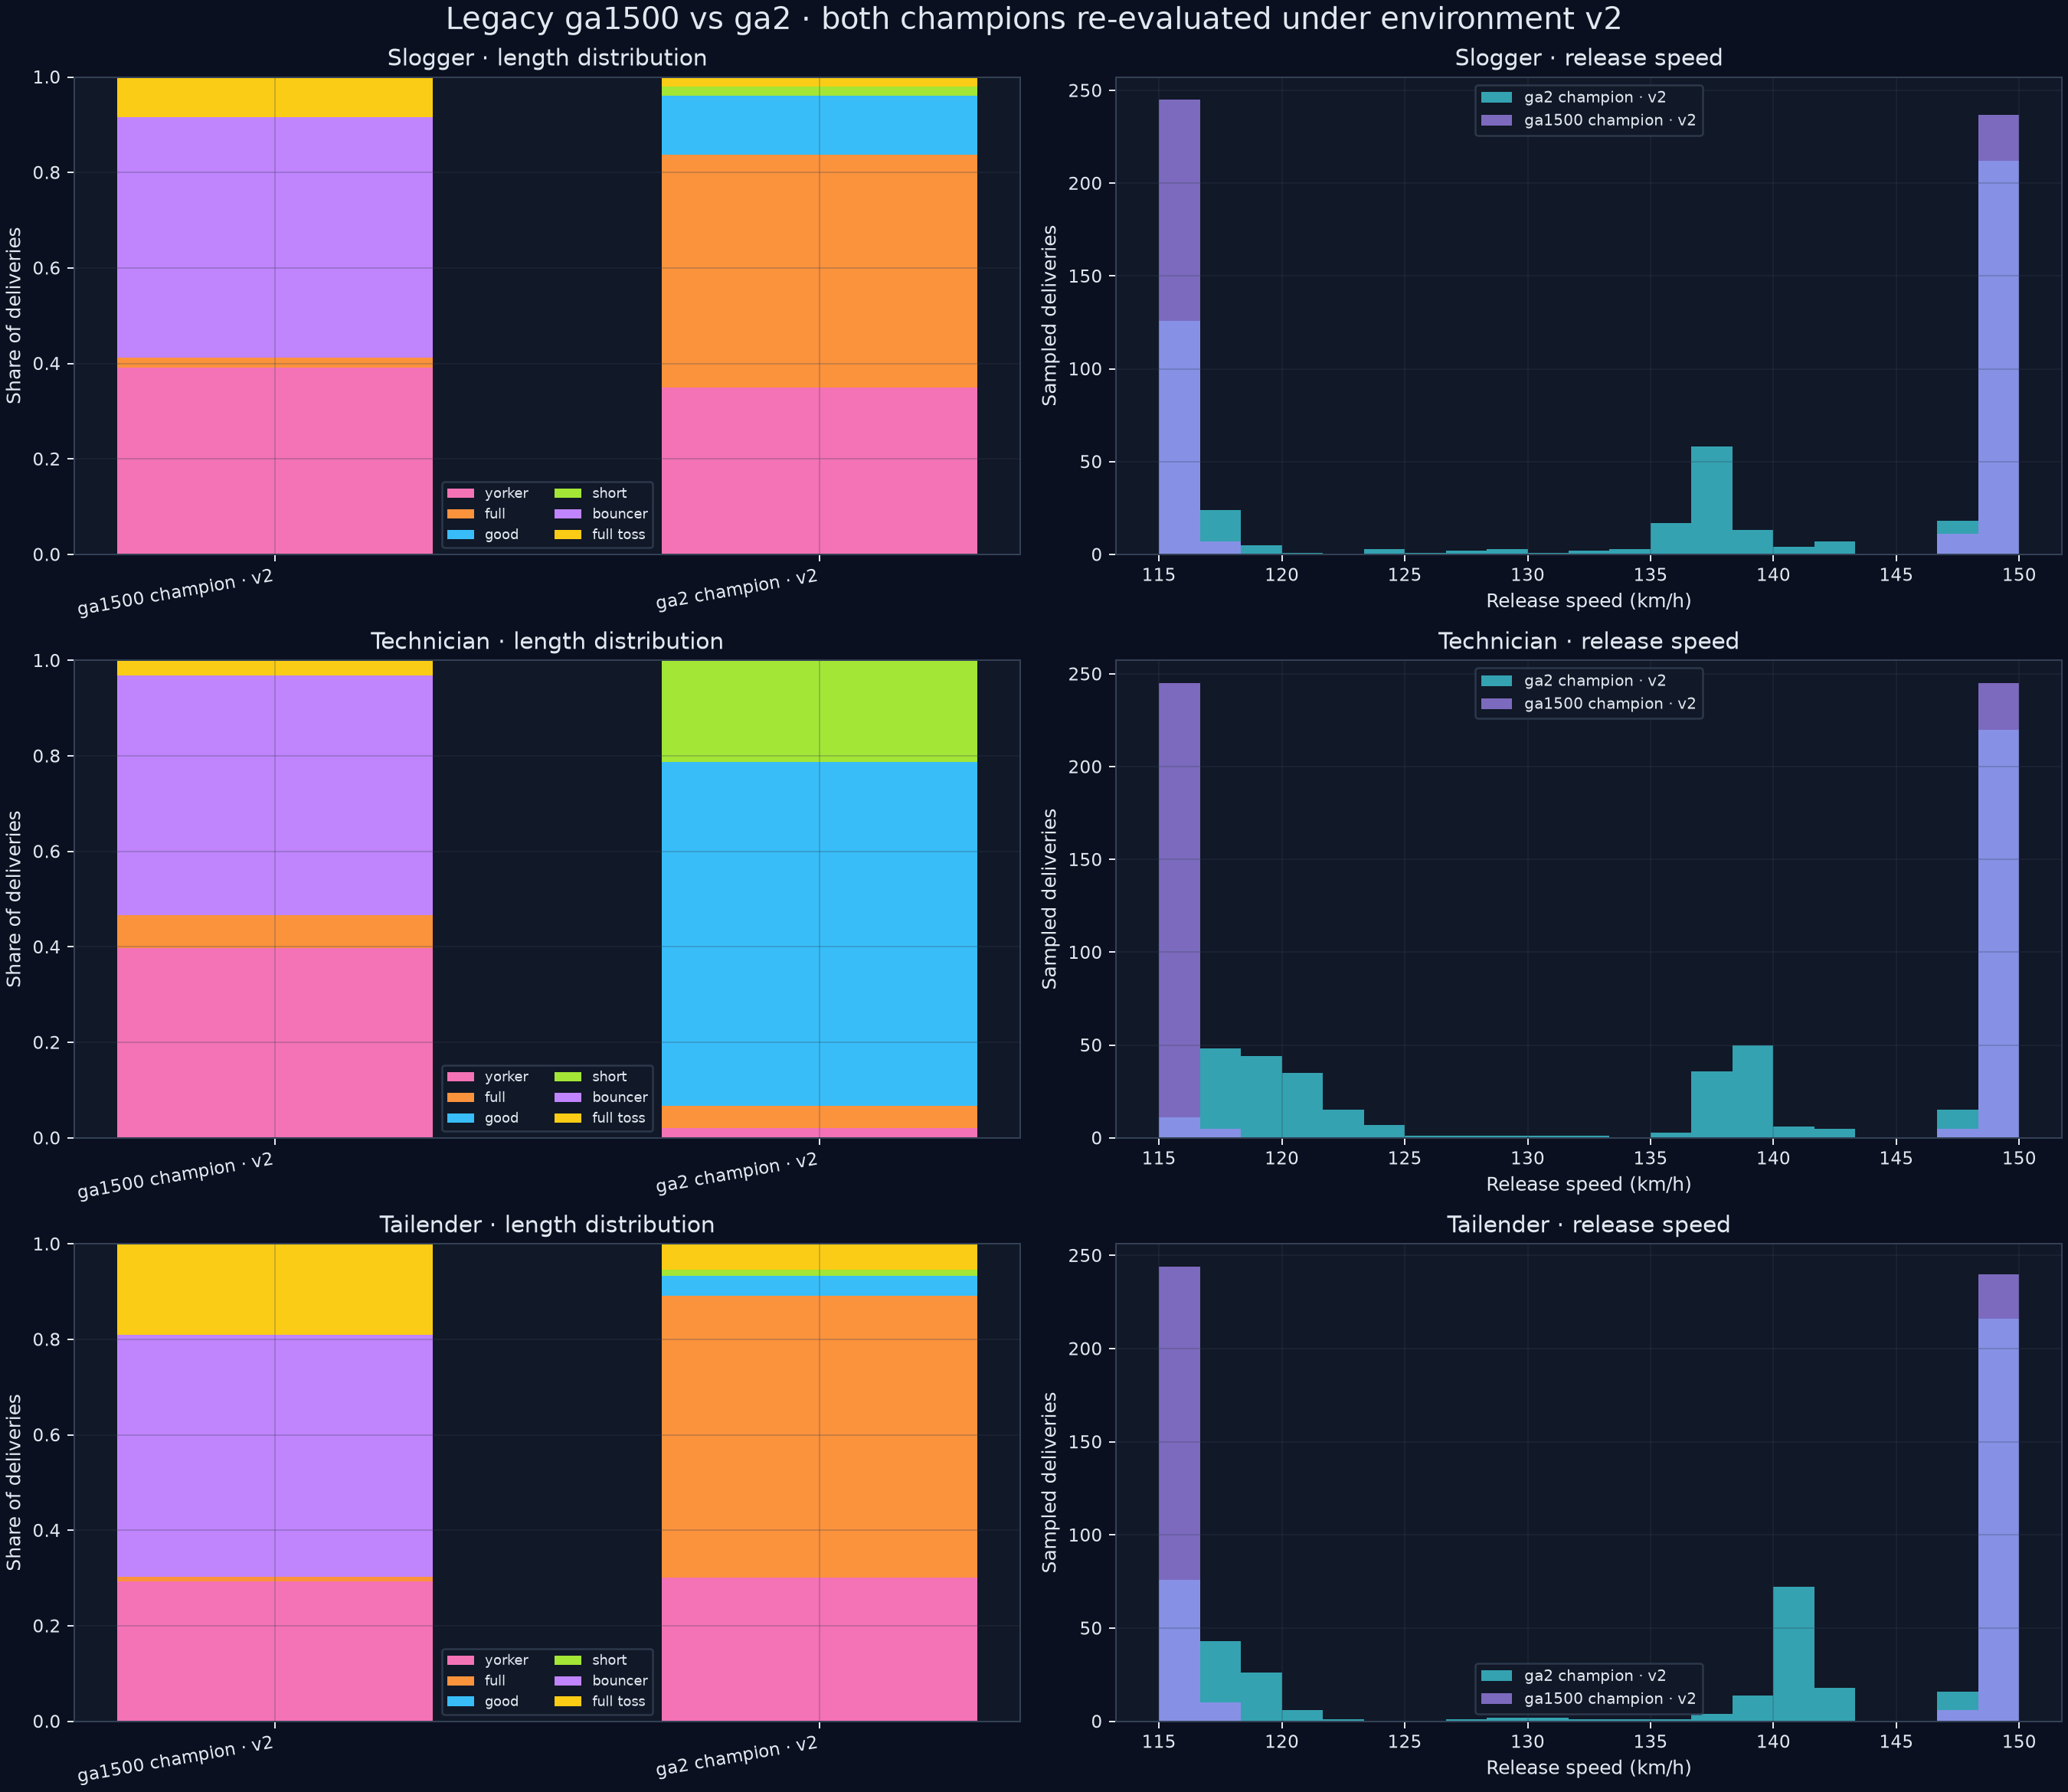 Legacy ga1500 vs ga2 · both champions re-evaluated under environment v2
Slogger · length distribution
Share of deliveries
1.0
0.8
0.6
0.4
0.2
0.0
yorker short
full bouncer
good full toss
ga1500 champion · v2
ga2 champion · v2
Slogger · release speed
Sampled deliveries
250
200
150
100
50
0
ga2 champion · v2
ga1500 champion · v2
115 120 125 130 135 140 145 150
Release speed (km/h)
Technician · length distribution
Share of deliveries
1.0
0.8
0.6
0.4
0.2
0.0
yorker short
full bouncer
good full toss
ga1500 champion · v2
ga2 champion · v2
Technician · release speed
Sampled deliveries
250
200
150
100
50
0
ga2 champion · v2
ga1500 champion · v2
115 120 125 130 135 140 145 150
Release speed (km/h)
Tailender · length distribution
Share of deliveries
1.0
0.8
0.6
0.4
0.2
0.0
yorker short
full bouncer
good full toss
ga1500 champion · v2
ga2 champion · v2
Tailender · release speed
Sampled deliveries
250
200
150
100
50
0
ga2 champion · v2
ga1500 champion · v2
115 120 125 130 135 140 145 150
Release speed (km/h)